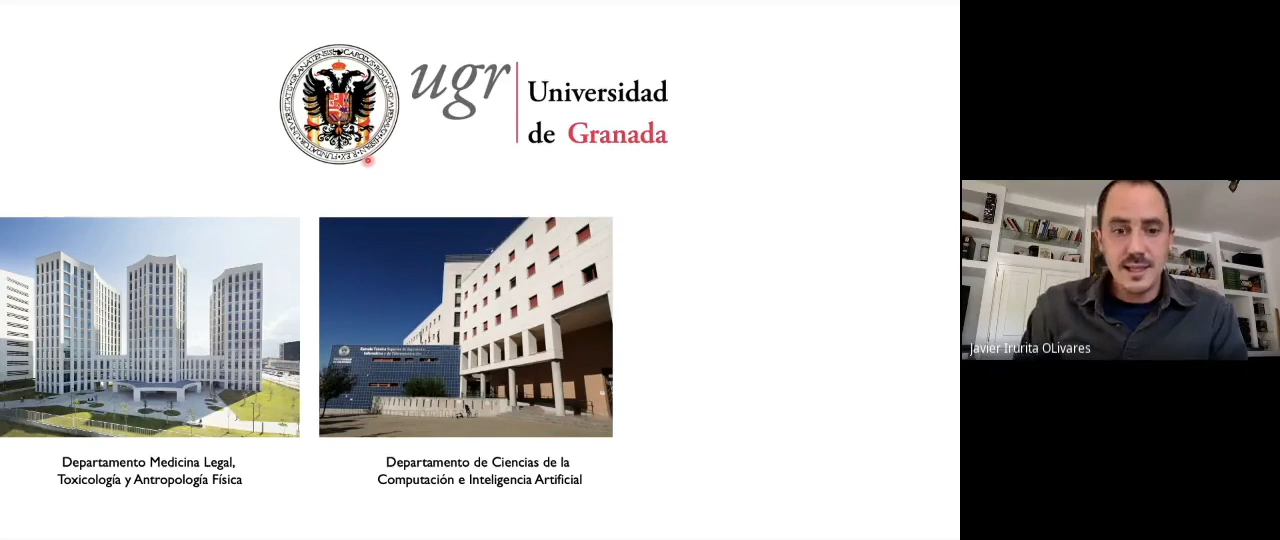 ugr
Universidad
de Granada
Departamento Medicina Legal,
Toxicología y Antropología Física
Departamento de Ciencias de la
Computación e Inteligencia Artificial
Javier Irurita OLivares